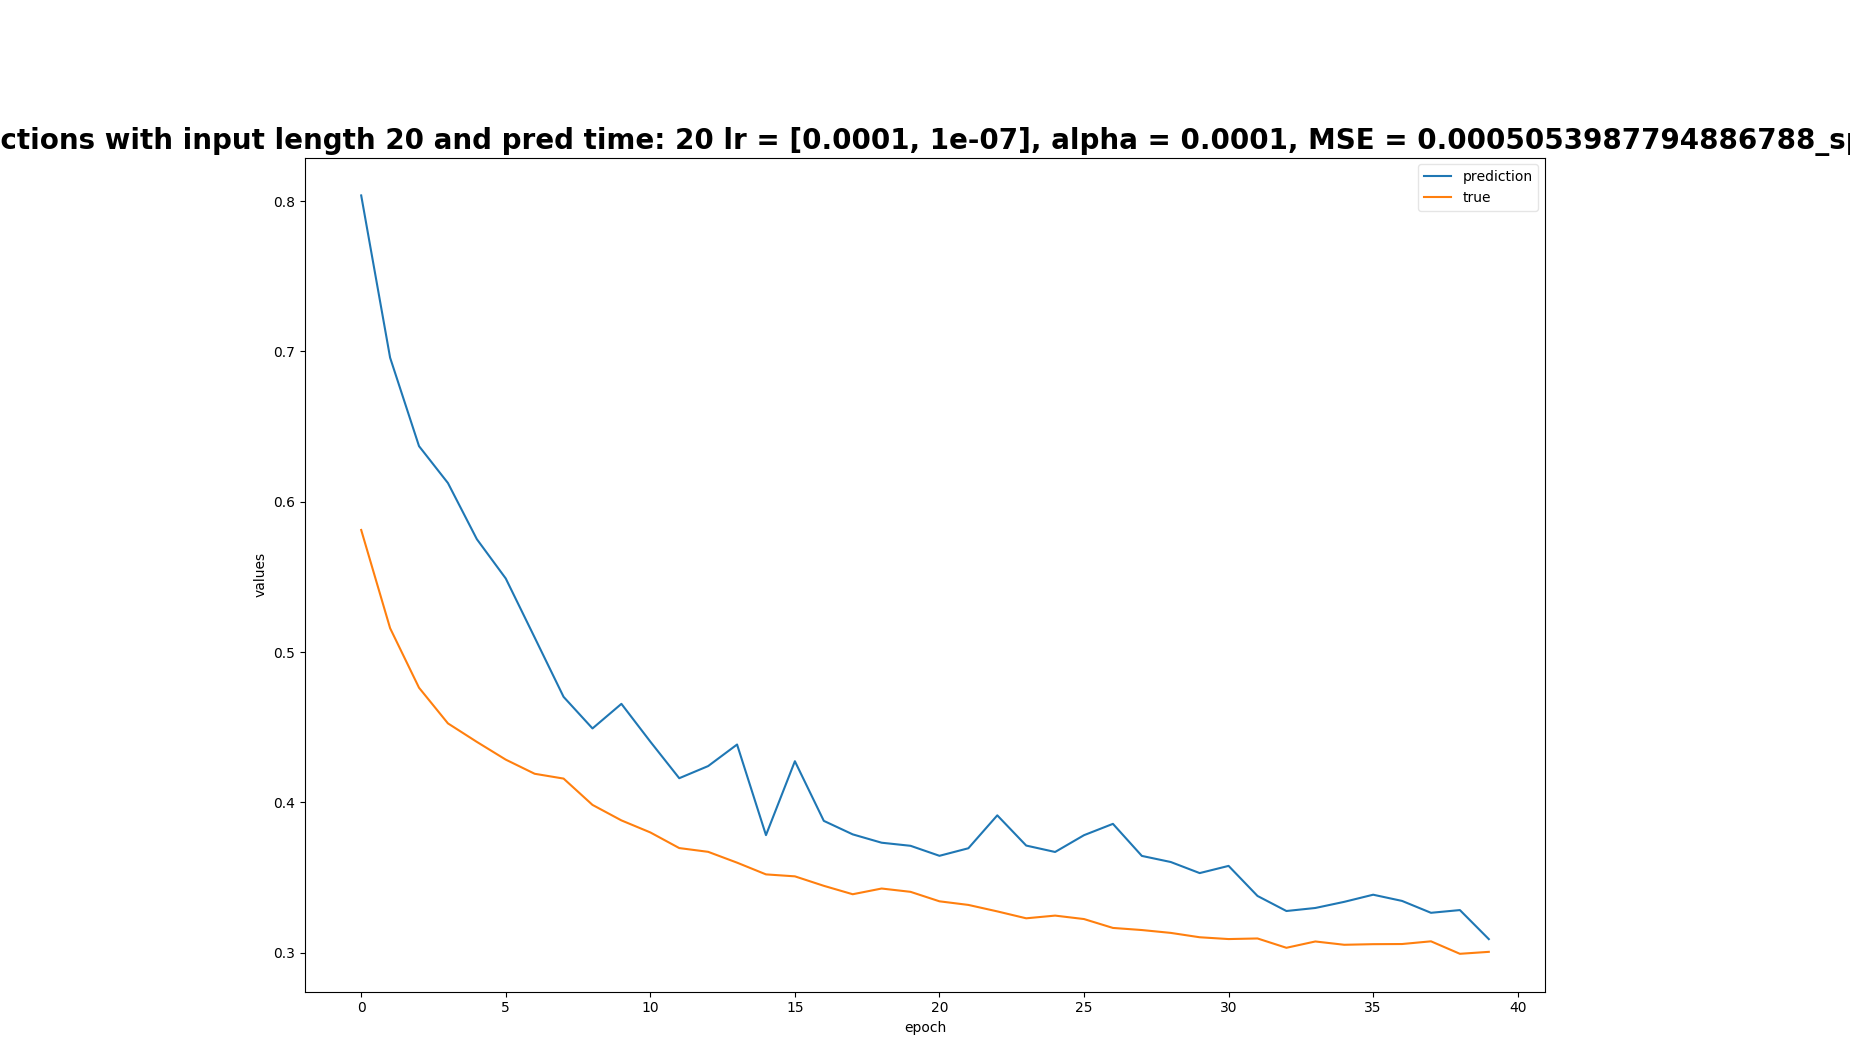 ctions with input length 20 and pred time: 20 lr = [0.0001, 1e-07], alpha = 0.0001, MSE = 0.0005053987794886788_sp
prediction
true
0.8
0.7
0.6
0.5
0.4
0.3
values
0 5 10 15 20 25 30 35 40
epoch